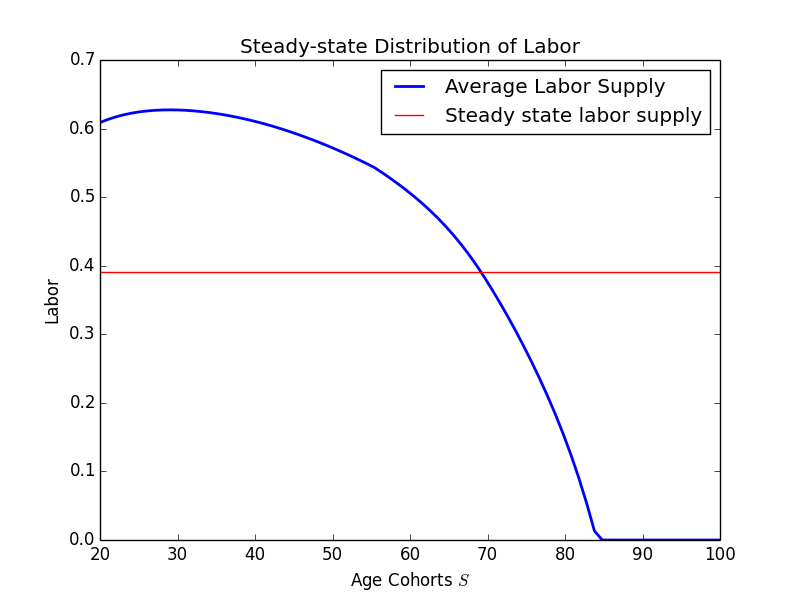 Steady-state Distribution of Labor
0.7
0.6
0.5
0.4
0.3
0.2
0.1
0.0
Labor
Average Labor Supply
Steady state labor supply
20 30 40 50 60 70 80 90 100
Age Cohorts S